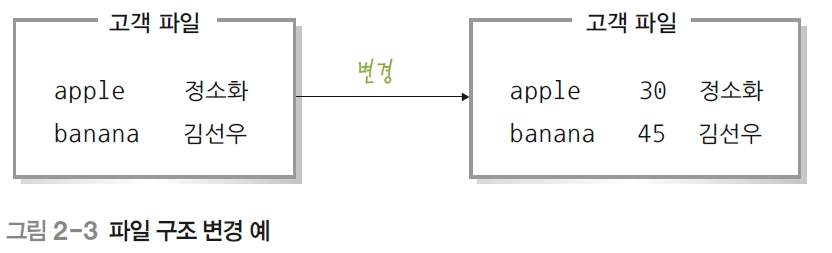 고객 파일
apple 정소화
banana 김선우
변경
고객 파일
apple 30 정소화
banana 45 김선우
그림 2-3 파일 구조 변경 예